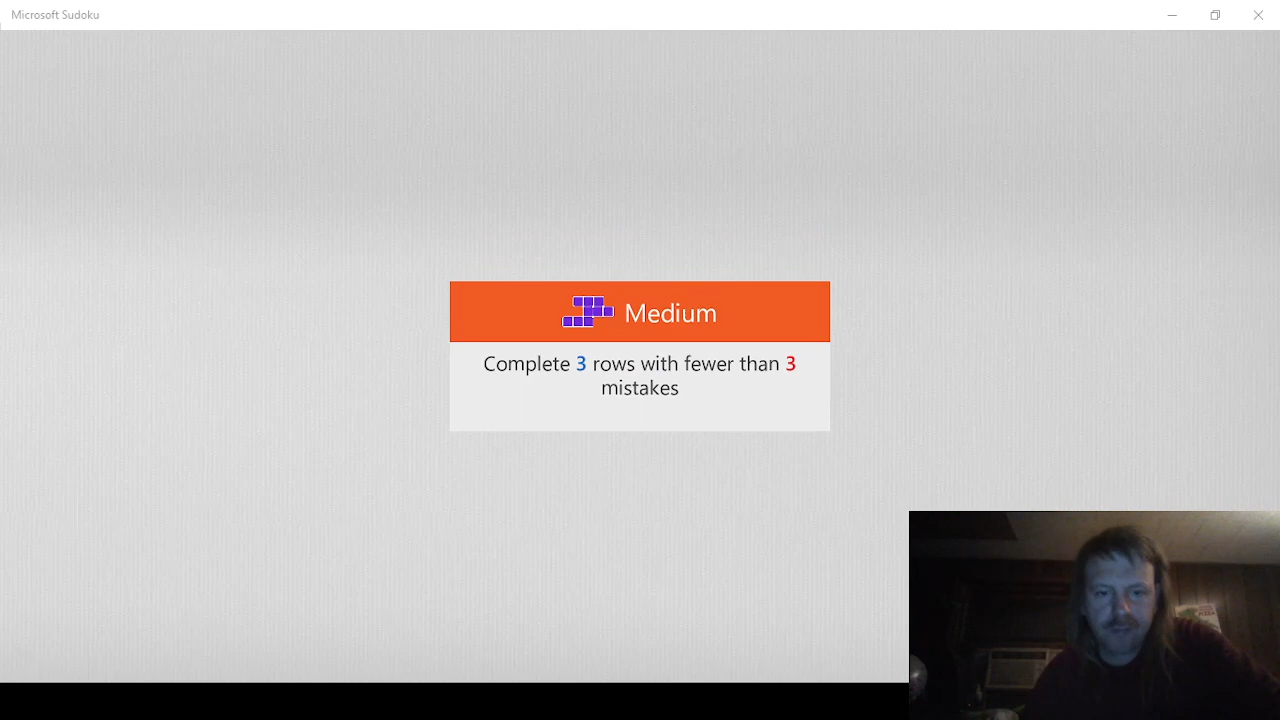 Microsoft Sudoku
Medium
Complete 3 rows with fewer than 3
mistakes